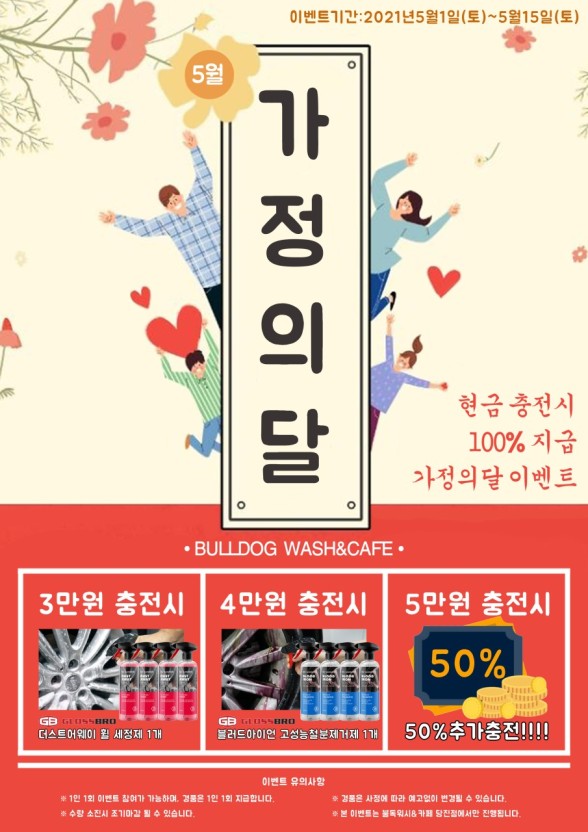 이벤트기간:2021년5월1일(토)~5월15일(토)
5월
가
정
의
달
현금 충전시
100% 지급
가정의달 이벤트
• BULLDOG WASH&CAFE •
3만원 충전시
GB GLOSSBRO
더스트어웨이 휠 세정제 1개
4만원 충전시
GB GLOSSBRO
블러드아이언 고성능철분제거제 1개
5만원 충전시
50%
50%추가충전!!!!
이벤트 유의사항
※ 1인 1회 이벤트 참여가 가능하며, 경품은 1인 1회 지급합니다.
※ 수량 소진시 조기마감 될 수 있습니다.
※ 경품은 사정에 따라 예고없이 변경될 수 있습니다.
※ 본 이벤트는 불독워시&카페 당진점에서만 진행됩니다.